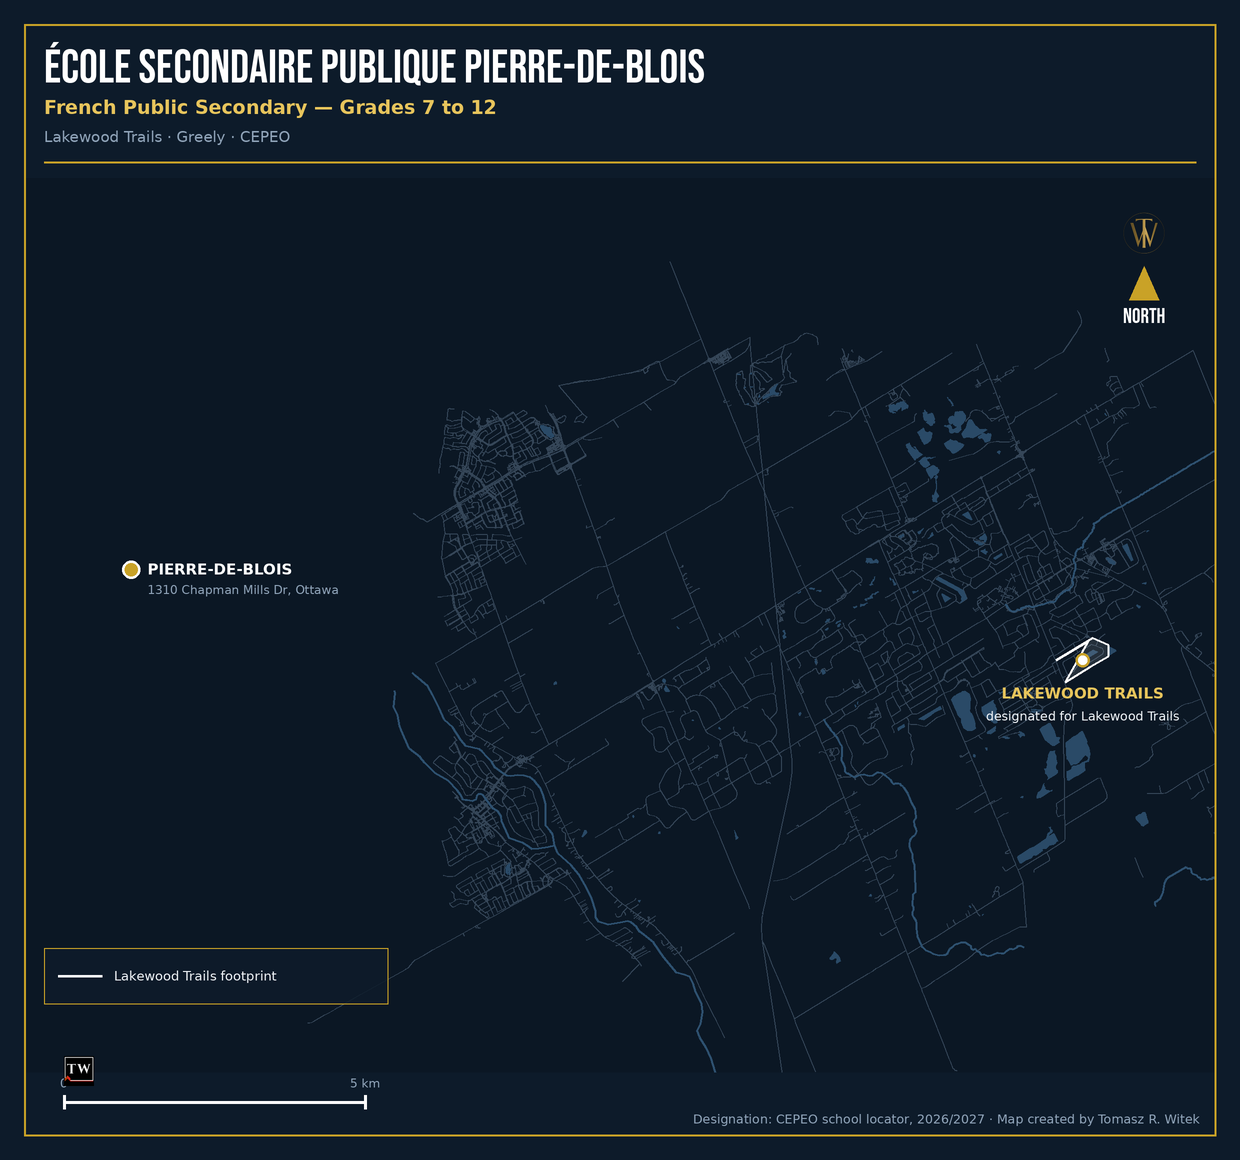 ÉCOLE SECONDAIRE PUBLIQUE PIERRE-DE-BLOIS
French Public Secondary — Grades 7 to 12
Lakewood Trails · Greely · CEPEO
TW
NORTH
PIERRE-DE-BLOIS
1310 Chapman Mills Dr, Ottawa
LAKEWOOD TRAILS
designated for Lakewood Trails
Lakewood Trails footprint
TW
0 5 km
Designation: CEPEO school locator, 2026/2027 · Map created by Tomasz R. Witek